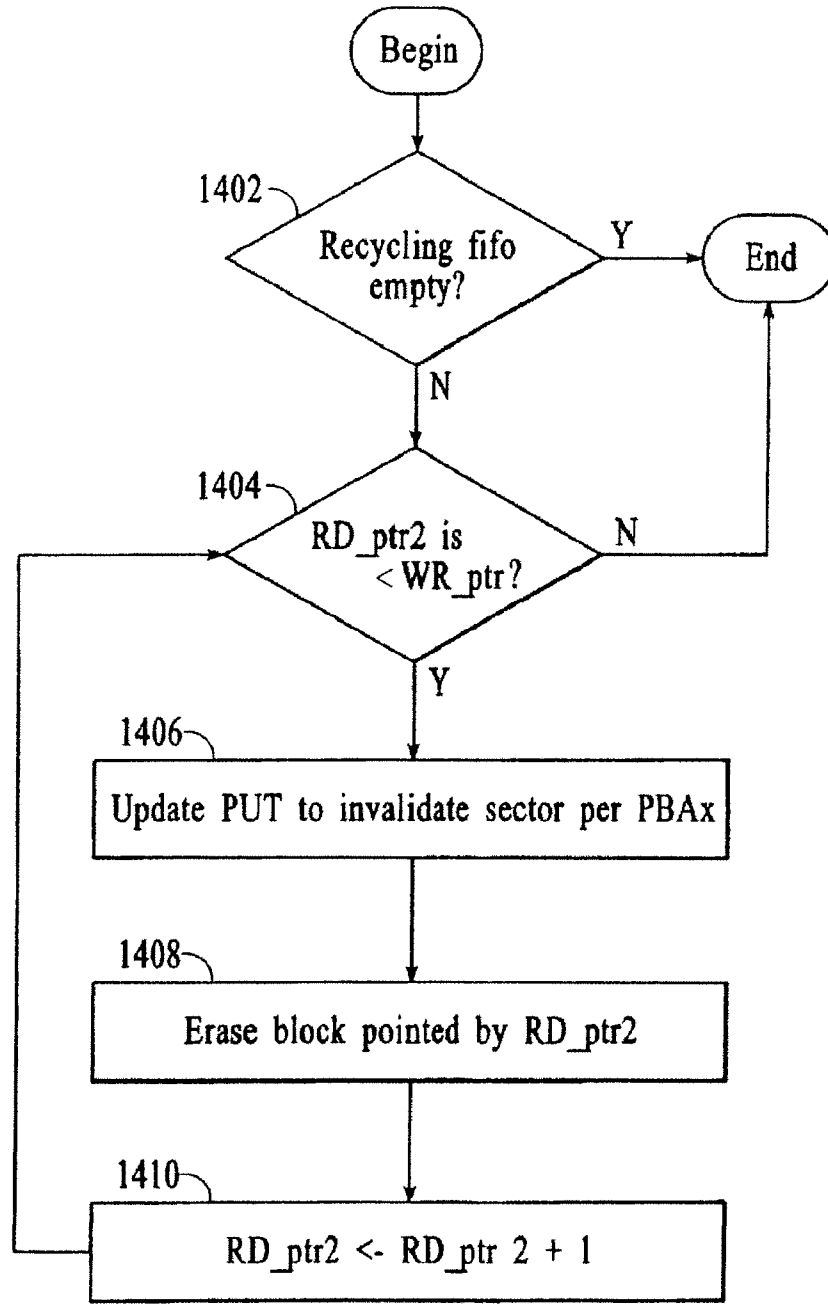 Begin
1402
Recycling fifo
empty?
Y
End
N
1404
RD_ptr2 is
< WR_ptr?
N
Y
1406
Update PUT to invalidate sector per PBAx
1408
Erase block pointed by RD_ptr2
1410
RD_ptr2 <- RD_ptr 2 + 1